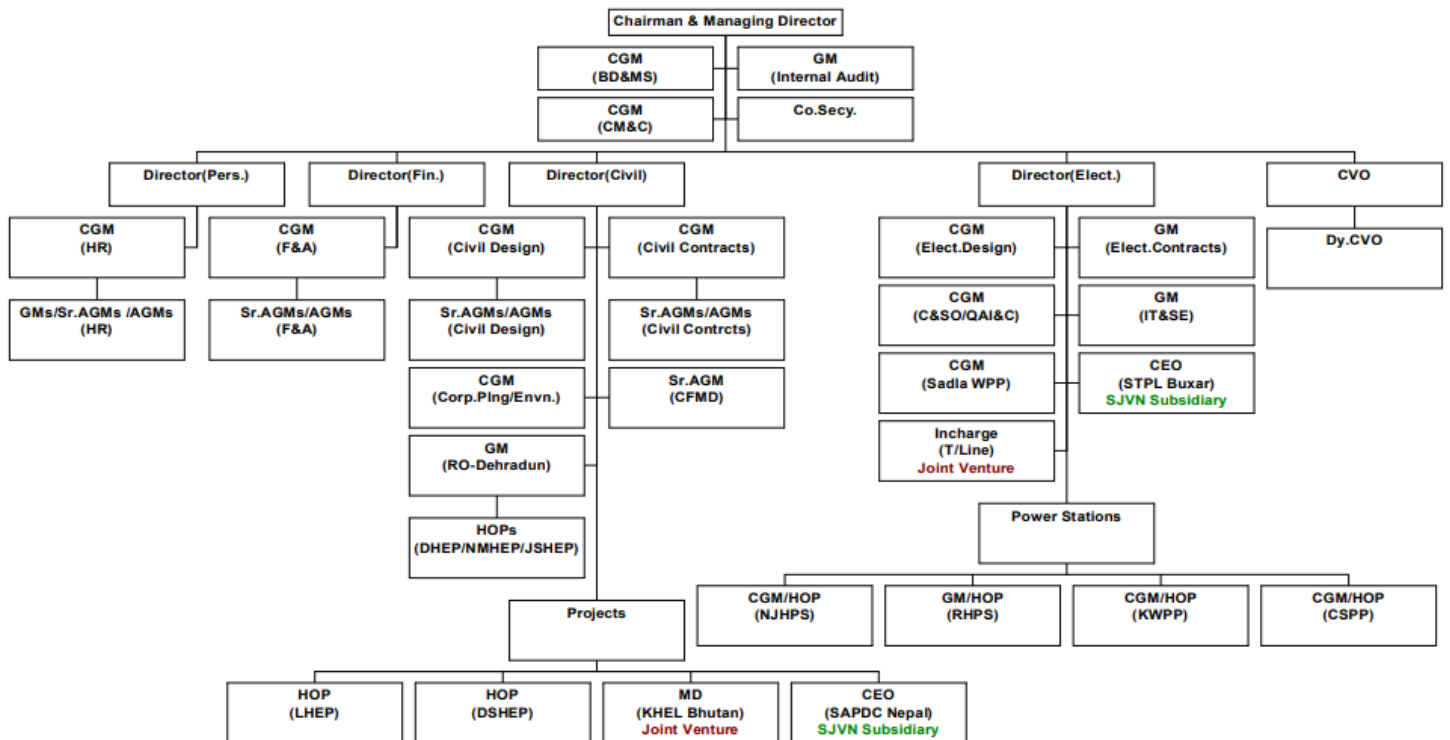 Chairman & Managing Director
CGM
(BD&MS)
GM
(Internal Audit)
CGM
(CM&C)
Co.Secy.
Director(Pers.)
Director(Fin.)
Director(Civil)
Director(Elect.)
CVO
CGM
(HR)
CGM
(F&A)
CGM
(Civil Design)
CGM
(Civil Contracts)
CGM
(Elect.Design)
GM
(Elect.Contracts)
Dy.CVO
GMs/Sr.AGMs /AGMs
(HR)
Sr.AGMs/AGMs
(F&A)
Sr.AGMs/AGMs
(Civil Design)
Sr.AGMs/AGMs
(Civil Contrcts)
CGM
(C&SO/QAI&C)
GM
(IT&SE)
CGM
(Corp.Plng/Envn.)
Sr.AGM
(CFMD)
CGM
(Sadla WPP)
CEO
(STPL Buxar)
SJVN Subsidiary
GM
(RO-Dehradun)
Incharge
(T/Line)
Joint Venture
HOPs
(DHEP/NMHEP/JSHEP)
Power Stations
CGM/HOP
(NJHPS)
GM/HOP
(RHPS)
CGM/HOP
(KWPP)
CGM/HOP
(CSPP)
Projects
HOP
(LHEP)
HOP
(DSHEP)
MD
(KHEL Bhutan)
Joint Venture
CEO
(SAPDC Nepal)
SJVN Subsidiary